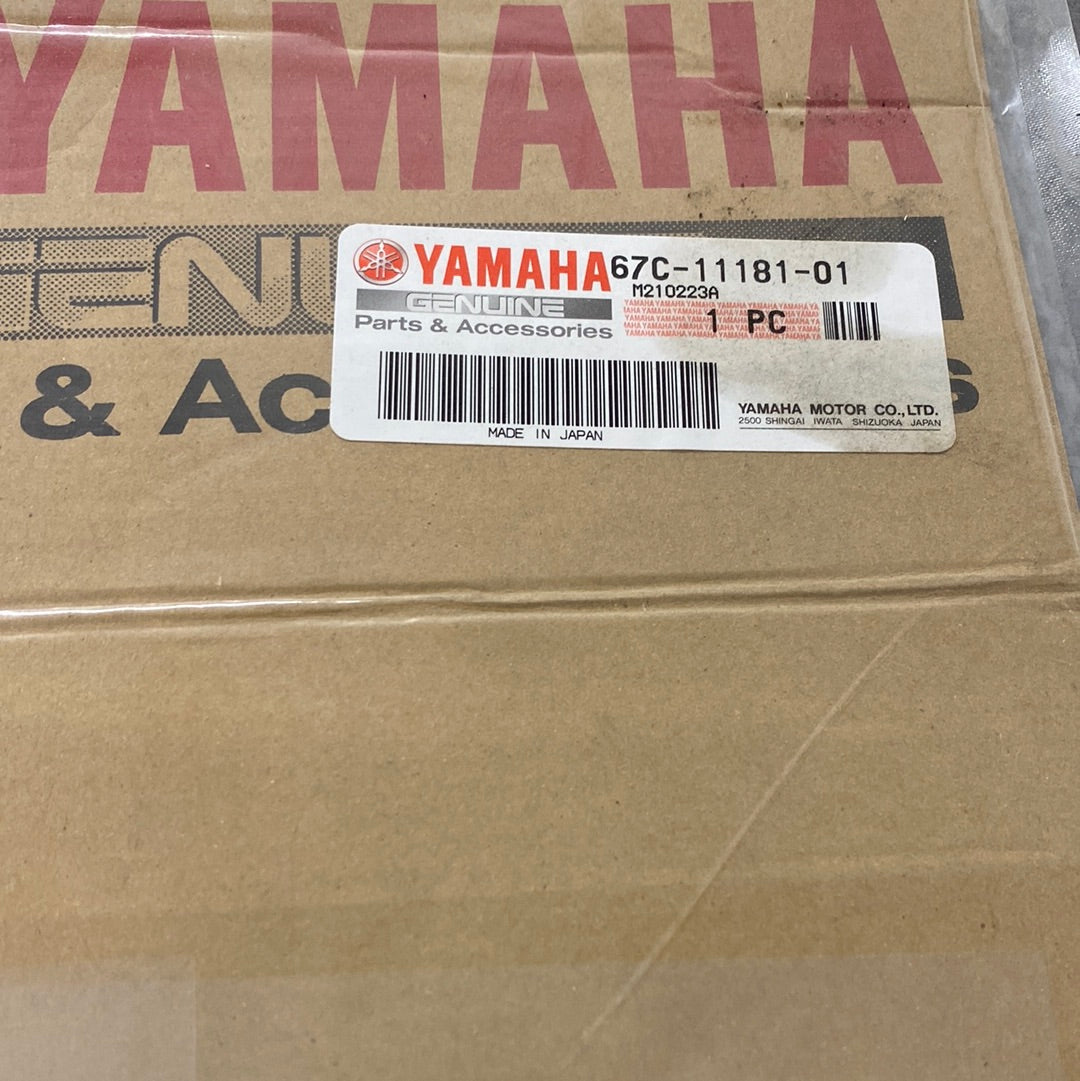 YAMAHA
GENU
& Ac s
YAMAHA 67C-11181-01
M210223A
GENUINE
Parts & Accessories
1 PC
MADE IN JAPAN
YAMAHA MOTOR CO.,LTD.
2500 SHINGAI IWATA SHIZUOKA JAPAN